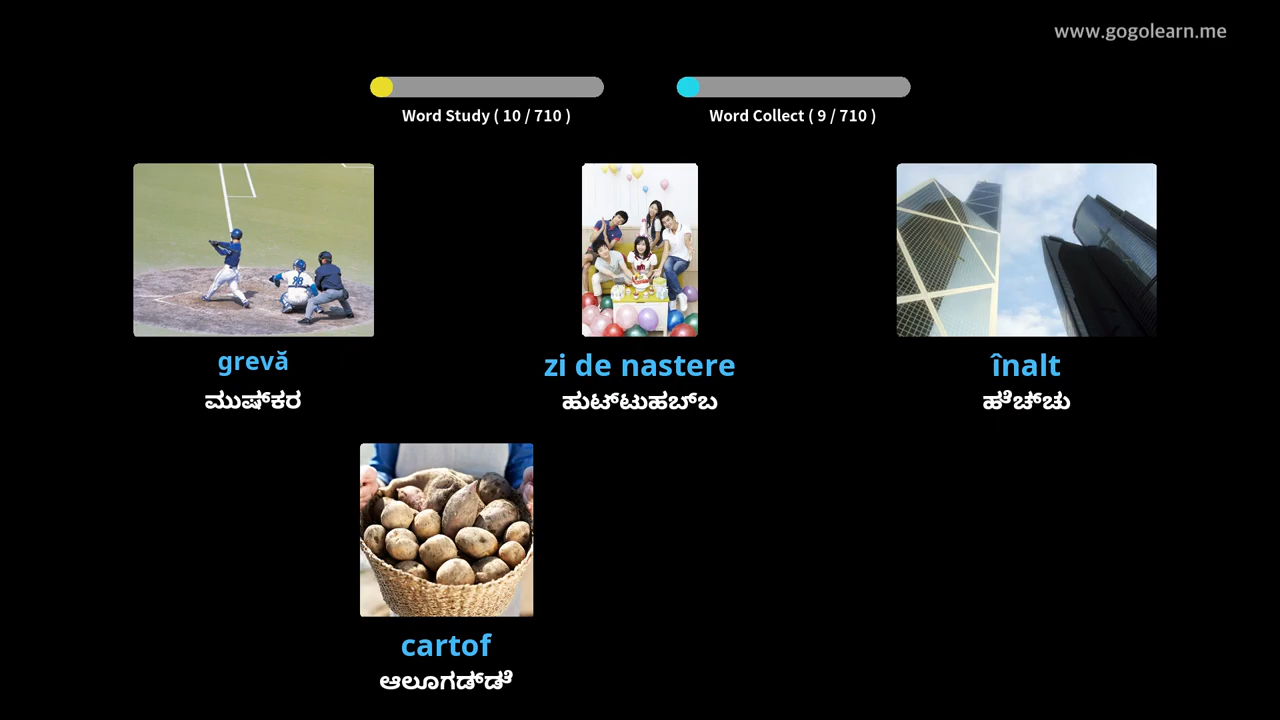 www.gogolearn.me
Word Study ( 10 / 710 )
Word Collect ( 9 / 710 )
grevă
ಮುಷ್ಕರ
zi de nastere
ಹುಟ್ಟುಹಬ್ಬ
înalt
ಹೆಚ್ಚು
cartof
ಆಲೂಗಡ್ಡೆ